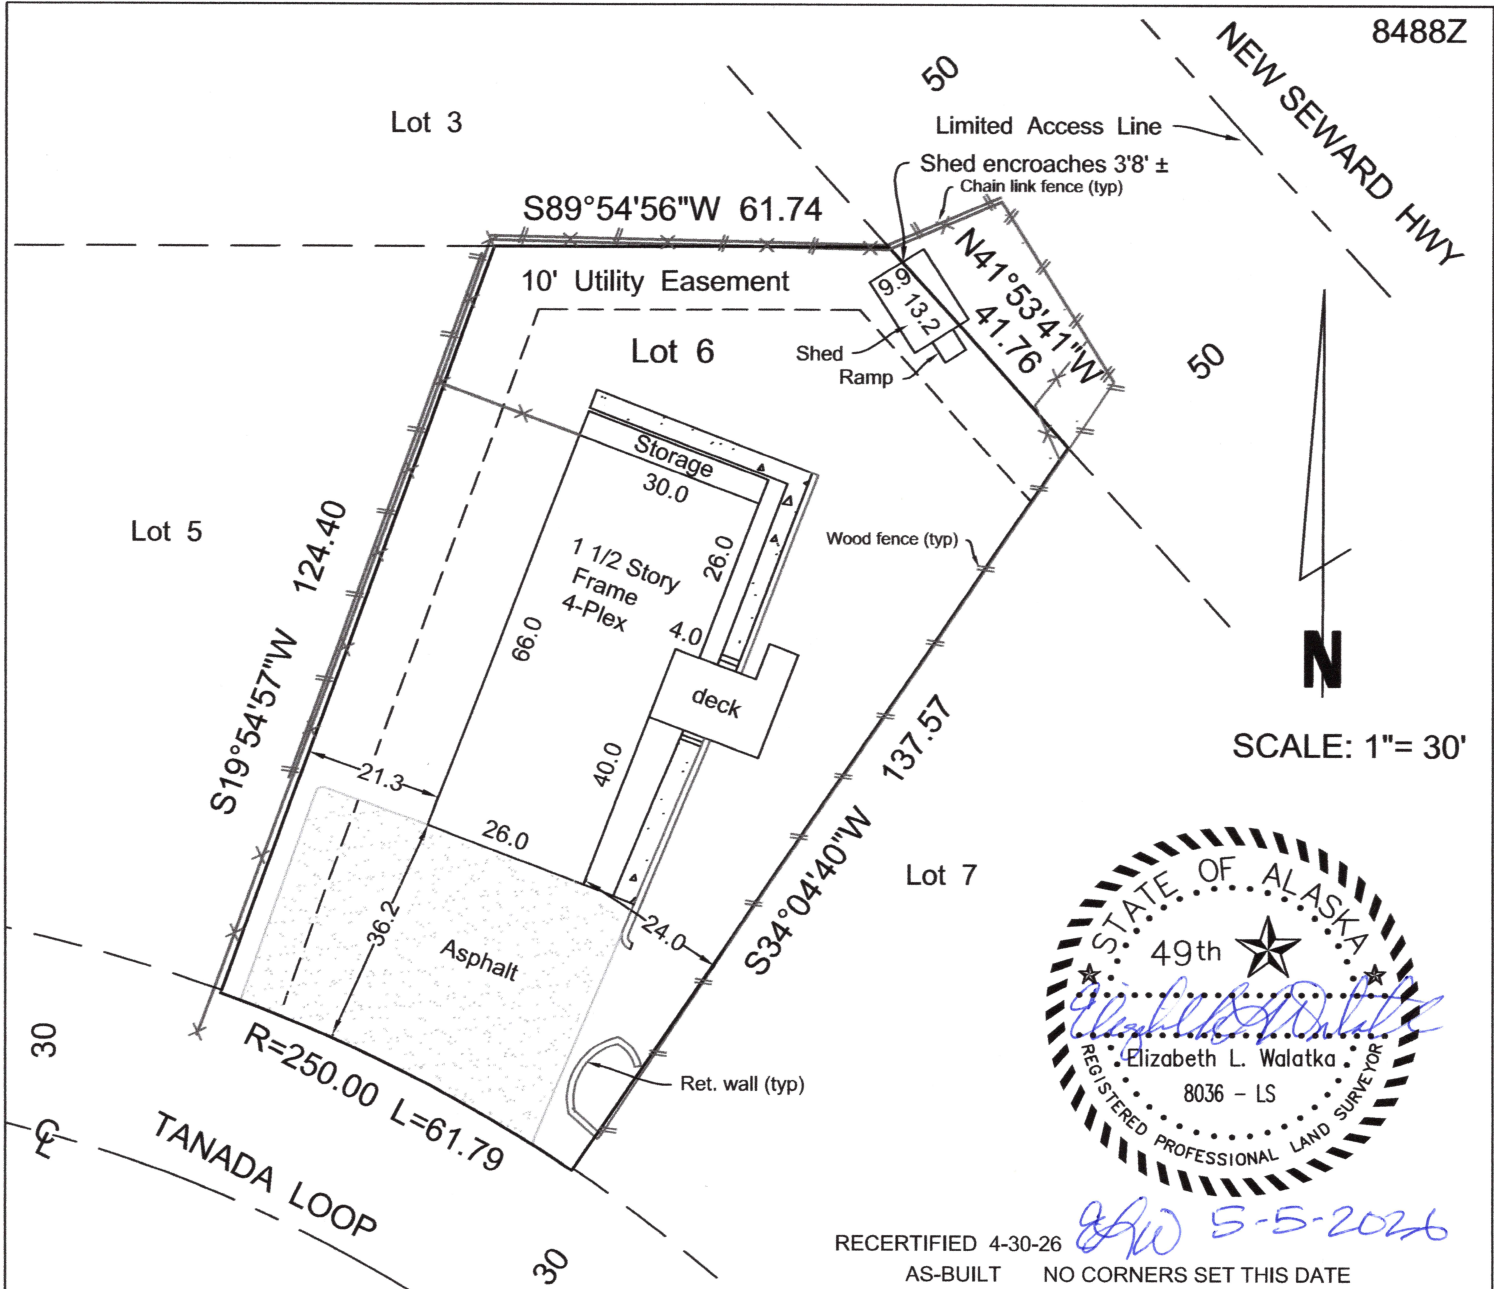 8488Z
NEW SEWARD HWY
50
Lot 3
Limited Access Line
Shed encroaches 3'8' ±
Chain link fence (typ)
S89°54'56"W 61.74
N41°53'41"W
41.76
10' Utility Easement
9.9
13.2
Lot 6
Shed
Ramp
50
Storage
30.0
Lot 5
124.40
S19°54'57"W
1 1/2 Story
Frame
4-Plex
26.0
Wood fence (typ)
66.0
4.0
deck
N
137.57
S34°04'40"W
SCALE: 1"= 30'
40.0
21.3
26.0
Lot 7
36.2
24.0
Asphalt
STATE OF ALASKA
49th
Elizabeth L. Walatka
8036 – LS
REGISTERED PROFESSIONAL LAND SURVEYOR
30
R=250.00 L=61.79
Ret. wall (typ)
CL
TANADA LOOP
30
RECERTIFIED 4-30-26 ELW 5-5-2026
AS-BUILT NO CORNERS SET THIS DATE